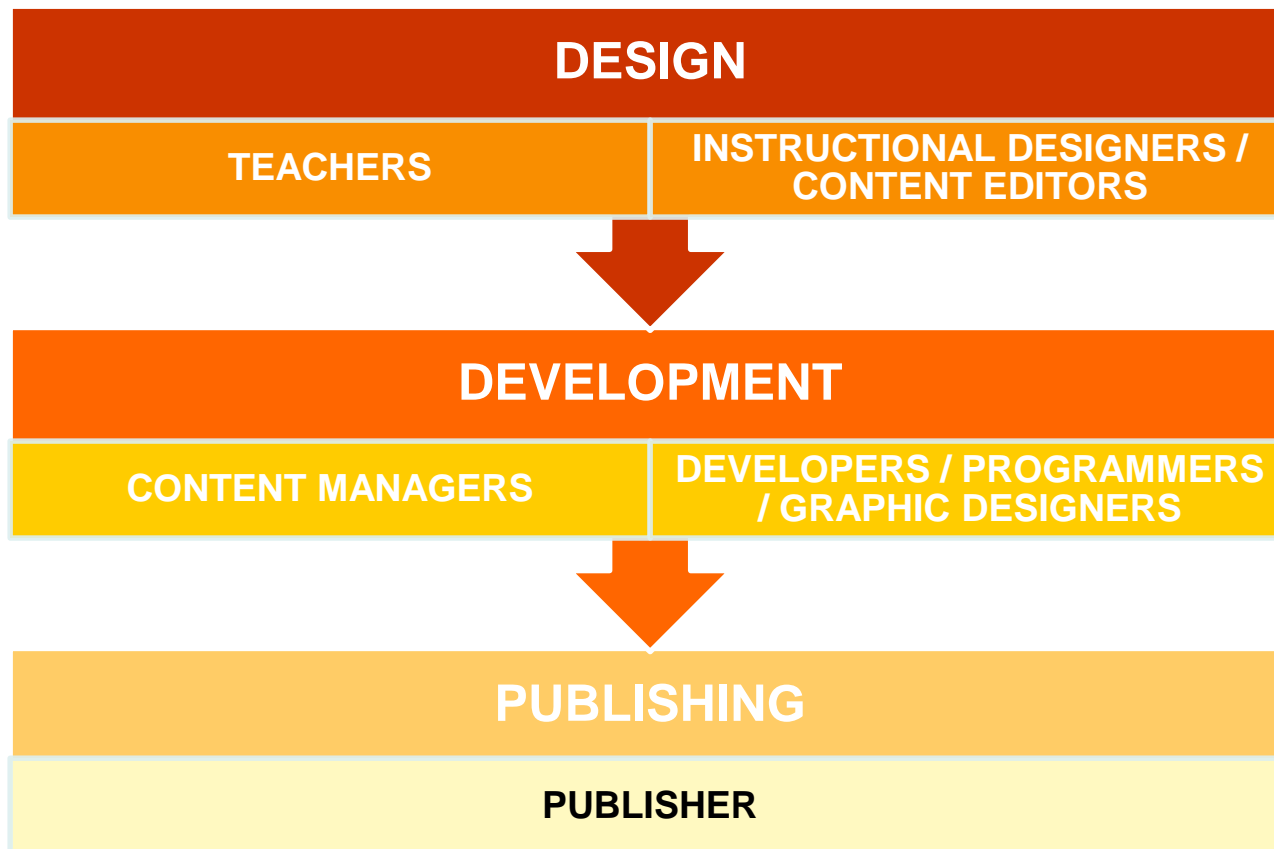 DESIGN
TEACHERS
INSTRUCTIONAL DESIGNERS /
CONTENT EDITORS
DEVELOPMENT
CONTENT MANAGERS
DEVELOPERS / PROGRAMMERS
/ GRAPHIC DESIGNERS
PUBLISHING
PUBLISHER